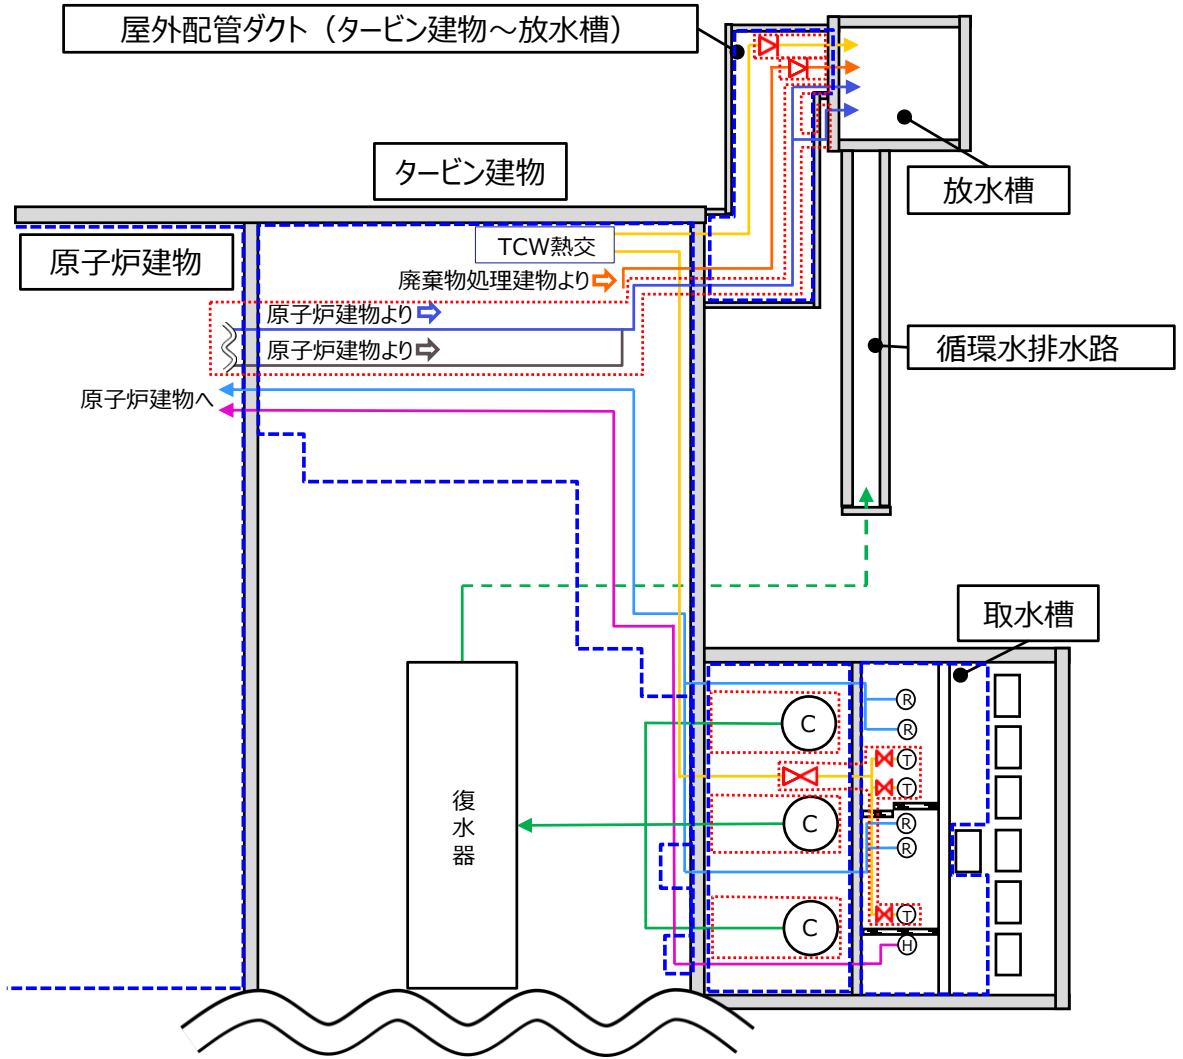 屋外配管ダクト（タービン建物～放水槽）
タービン建物
放水槽
原子炉建物
TCW熱交
廃棄物処理建物より
原子炉建物より
原子炉建物より
循環水排水路
原子炉建物へ
取水槽
R
C
R
T
T
復水器
C
R
R
C
T
H